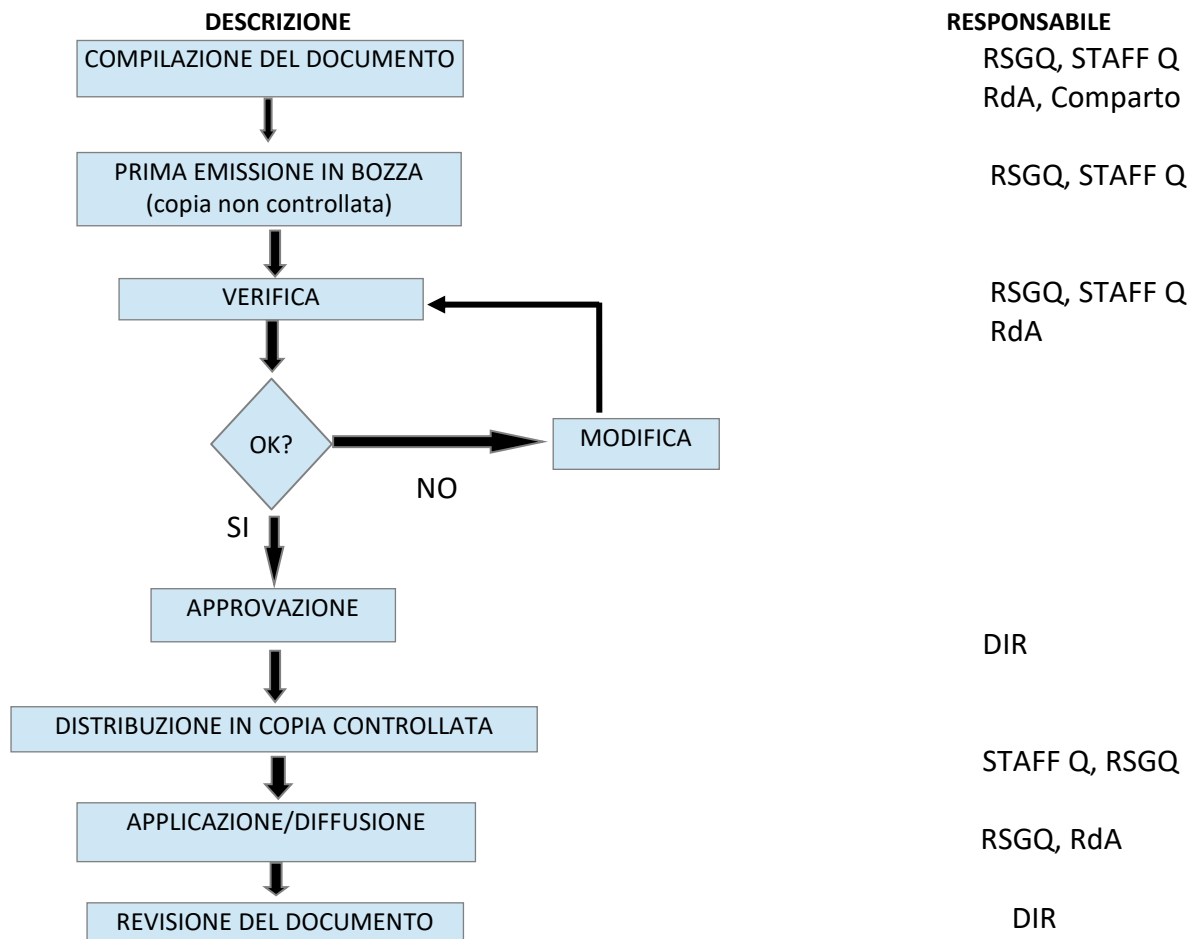 DESCRIZIONE
RESPONSABILE
COMPILAZIONE DEL DOCUMENTO
RSGQ, STAFF Q
RdA, Comparto
PRIMA EMISSIONE IN BOZZA
(copia non controllata)
RSGQ, STAFF Q
VERIFICA
RSGQ, STAFF Q
RdA
OK?
MODIFICA
NO
SI
APPROVAZIONE
DIR
DISTRIBUZIONE IN COPIA CONTROLLATA
STAFF Q, RSGQ
APPLICAZIONE/DIFFUSIONE
RSGQ, RdA
REVISIONE DEL DOCUMENTO
DIR